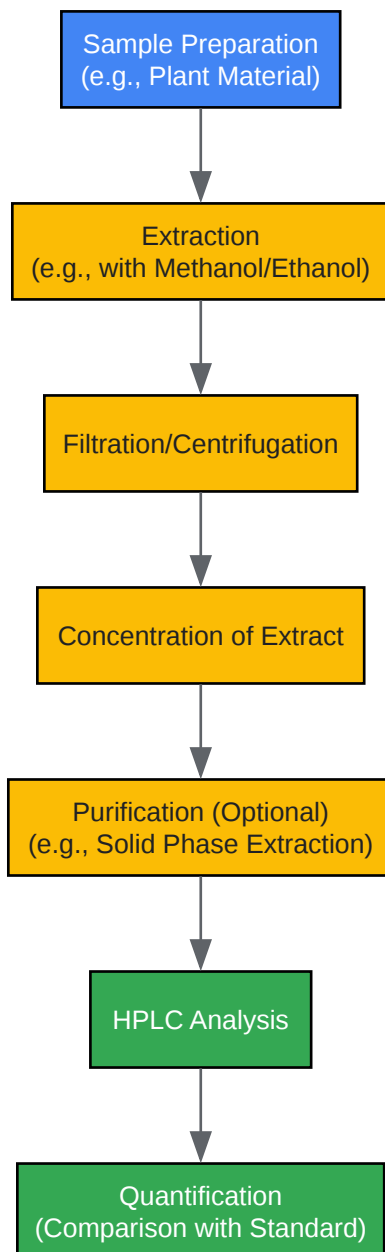 Sample Preparation
(e.g., Plant Material)
Extraction
(e.g., with Methanol/Ethanol)
Filtration/Centrifugation
Concentration of Extract
Purification (Optional)
(e.g., Solid Phase Extraction)
HPLC Analysis
Quantification
(Comparison with Standard)